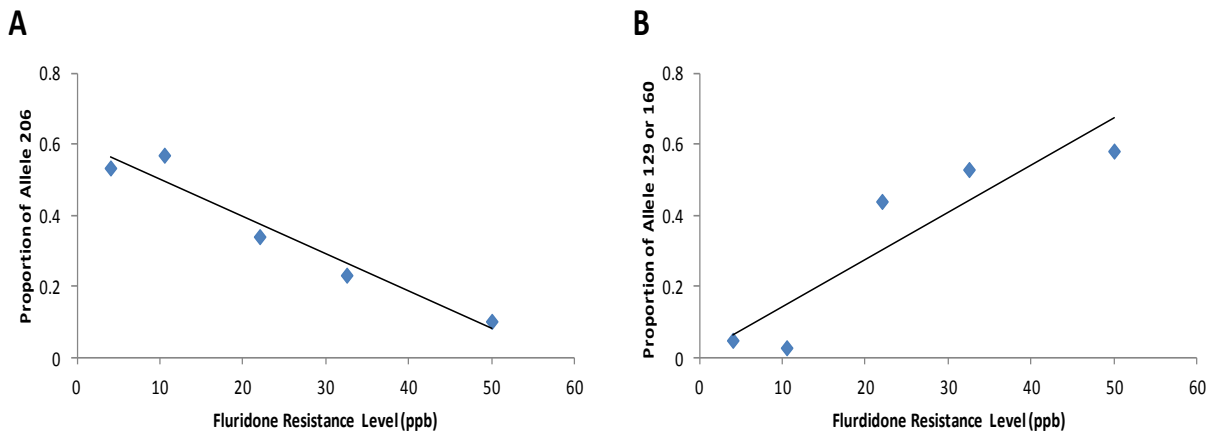 A
Proportion of Allele 206
0.8
0.6
0.4
0.2
0
0 10 20 30 40 50 60
Fluridone Resistance Level (ppb)
B
Proportion of Allele 129 or 160
0.8
0.6
0.4
0.2
0
0 10 20 30 40 50 60
Flurdidone Resistance Level (ppb)